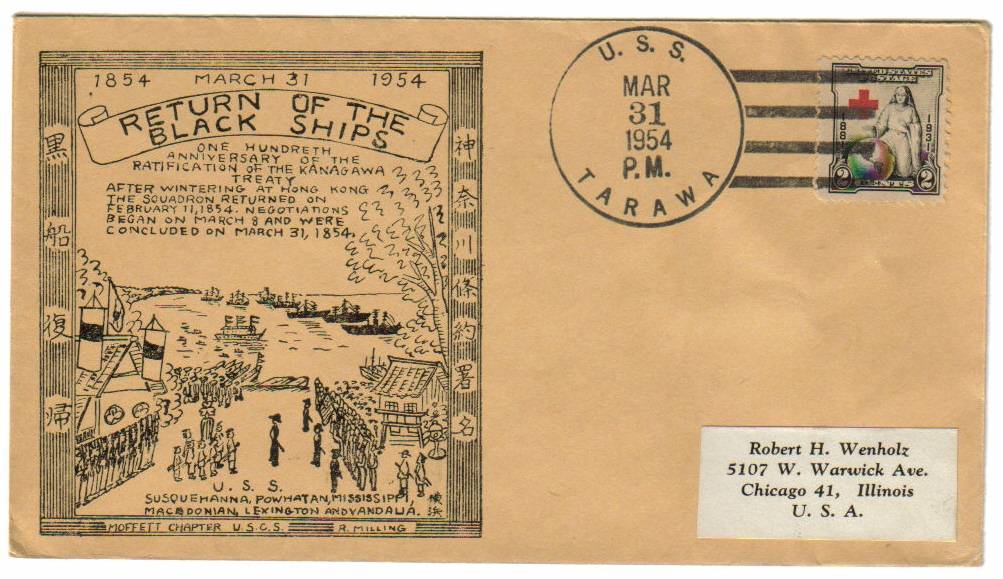 1854 MARCH 31 1954
RETURN OF THE
BLACK SHIPS
ONE HUNDRETH
ANNIVERSARY OF THE
RATIFICATION OF THE KANAGAWA
TREATY
AFTER WINTERING AT HONG KONG
THE SQUADRON RETURNED ON
FEBRUARY 11, 1854. NEGOTIATIONS
BEGAN ON MARCH 8 AND WERE
CONCLUDED ON MARCH 31, 1854.
黒船復帰
神奈川條約署名
U. S. S.
SUSQUEHANNA, POWHATAN, MISSISSIPPI,
MACEDONIAN, LEXINGTON AND VANDALIA.
横浜
MOFFETT CHAPTER U.S.C.S. R. MILLING
U. S. S.
MAR
31
1954
P. M.
TARAWA
UNITED STATES
POSTAGE
1881 1931
2 CENTS 2
Robert H. Wenholz
5107 W. Warwick Ave.
Chicago 41, Illinois
U. S. A.